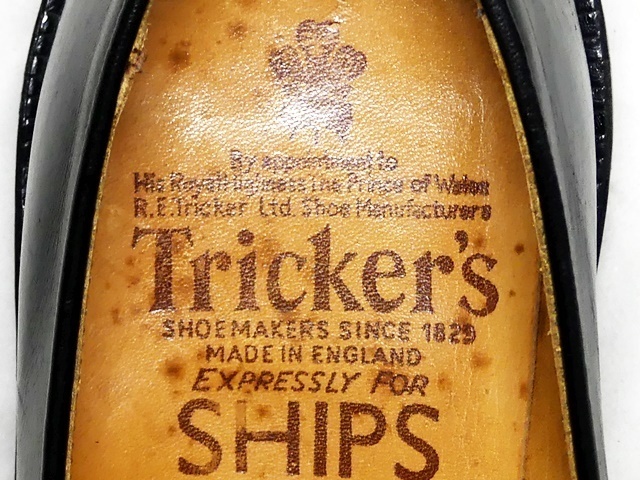 By appointment to
His Royal Highness the Prince of Wales
R.E.Tricker Ltd. Shoe Manufacturers
Tricker's
SHOEMAKERS SINCE 1829
MADE IN ENGLAND
EXPRESSLY FOR
SHIPS